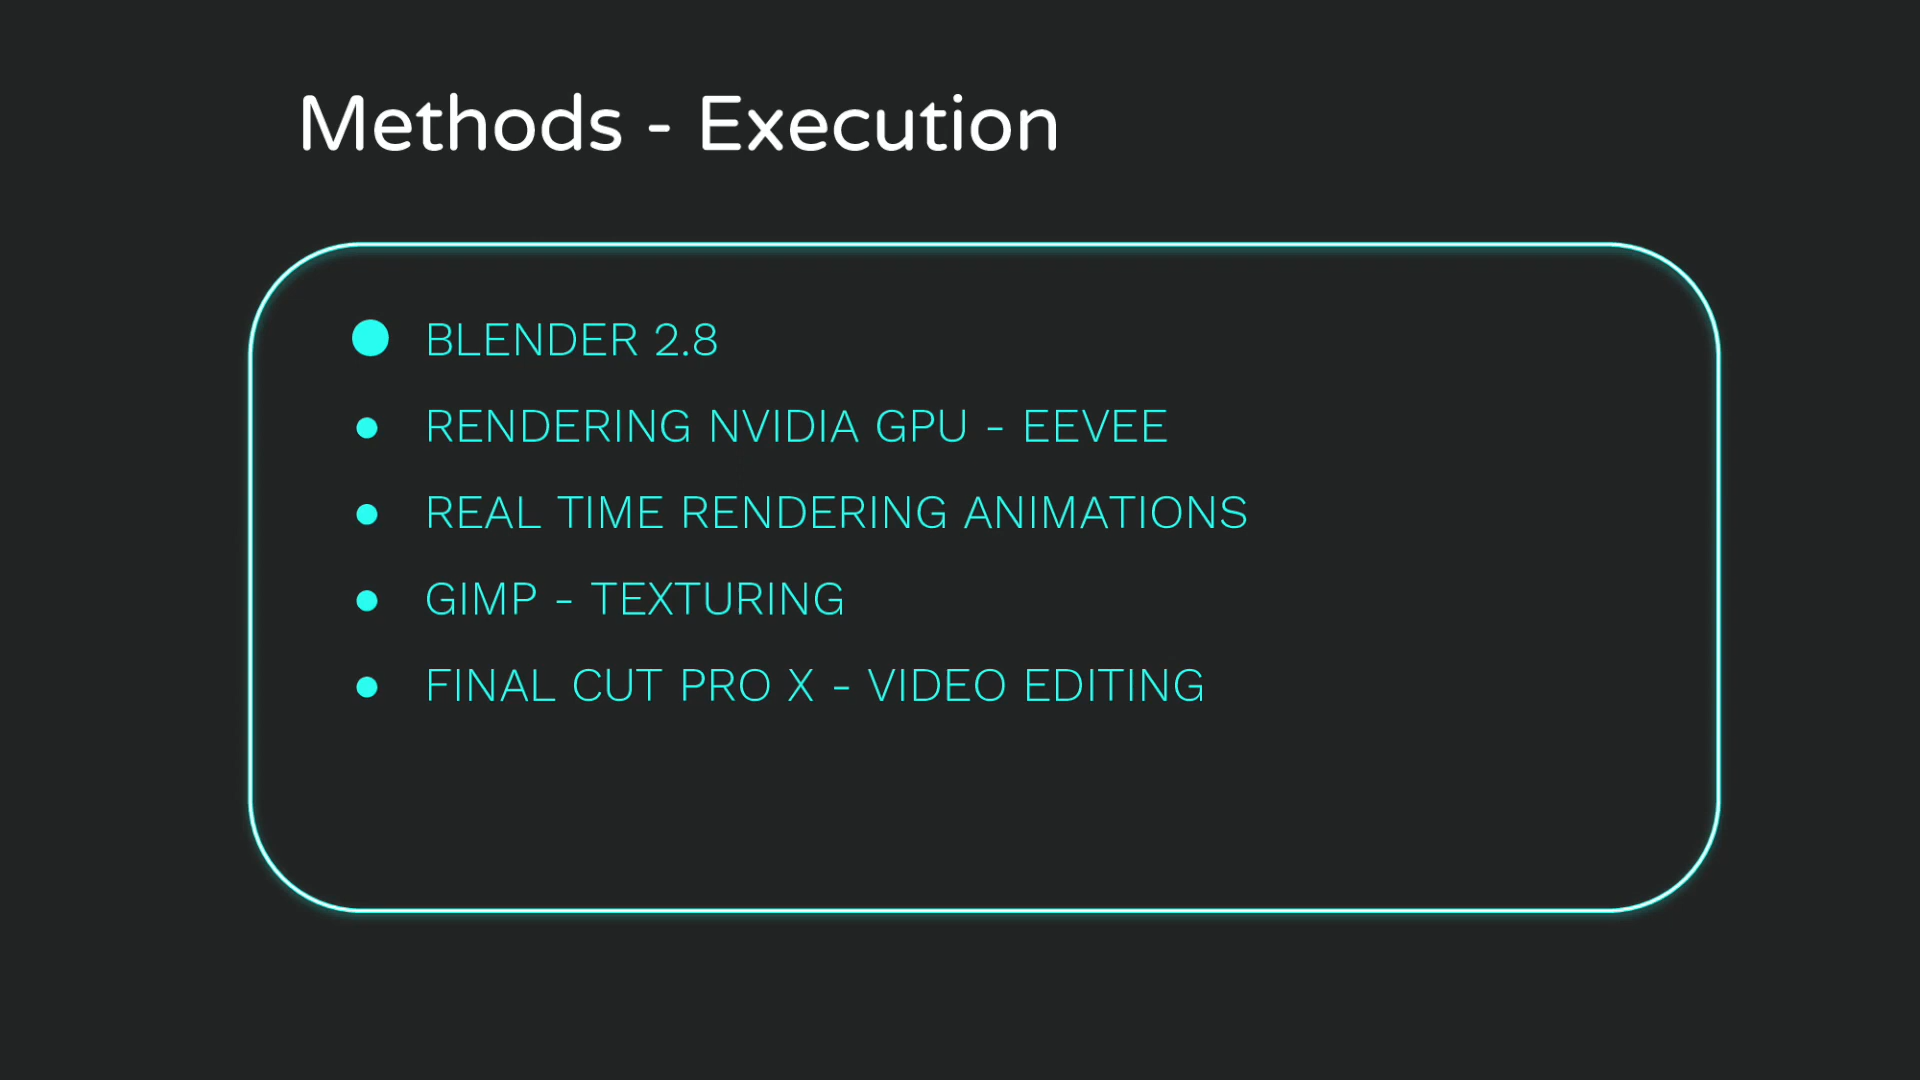 Methods - Execution
BLENDER 2.8
RENDERING NVIDIA GPU - EEVEE
REAL TIME RENDERING ANIMATIONS
GIMP - TEXTURING
FINAL CUT PRO X - VIDEO EDITING